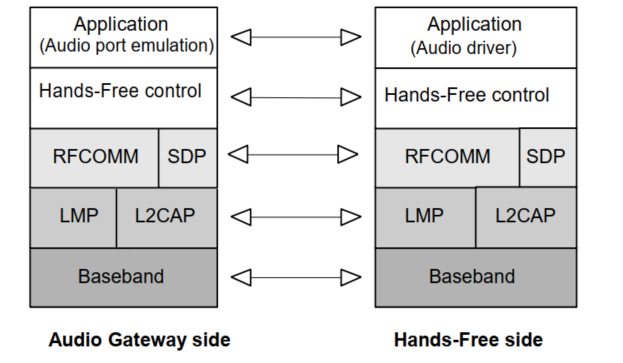 Application
(Audio port emulation)
Hands-Free control
RFCOMM
SDP
LMP
L2CAP
Baseband
Audio Gateway side
Application
(Audio driver)
Hands-Free control
RFCOMM
SDP
LMP
L2CAP
Baseband
Hands-Free side